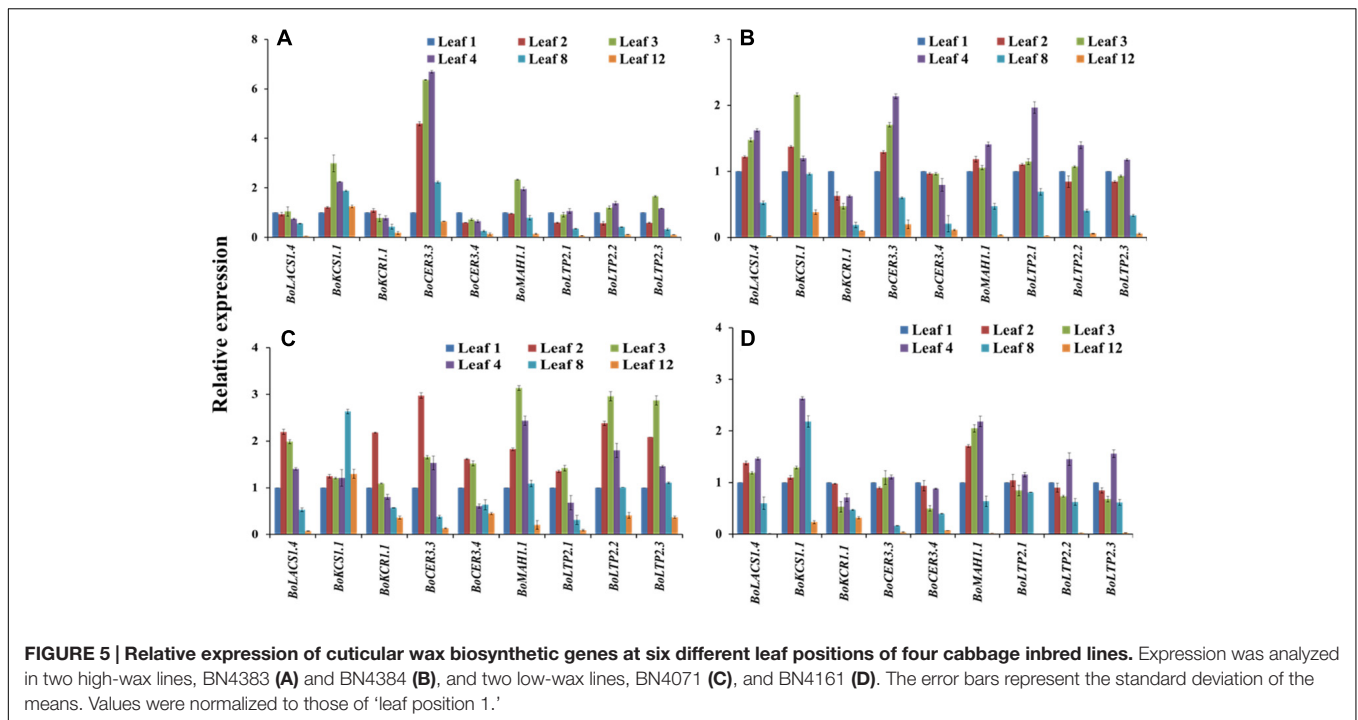 A
Leaf 1 Leaf 2 Leaf 3
Leaf 4 Leaf 8 Leaf 12
8
6
4
2
0
BoLACS1.4 BoKCS1.1 BoKCR1.1 BoCER3.3 BoCER3.4 BoMAH1.1 BoLTP2.1 BoLTP2.2 BoLTP2.3
B
Leaf 1 Leaf 2 Leaf 3
Leaf 4 Leaf 8 Leaf 12
3
2
1
0
BoLACS1.4 BoKCS1.1 BoKCR1.1 BoCER3.3 BoCER3.4 BoMAH1.1 BoLTP2.1 BoLTP2.2 BoLTP2.3
Relative expression
C
Leaf 1 Leaf 2 Leaf 3
Leaf 4 Leaf 8 Leaf 12
4
3
2
1
0
BoLACS1.4 BoKCS1.1 BoKCR1.1 BoCER3.3 BoCER3.4 BoMAH1.1 BoLTP2.1 BoLTP2.2 BoLTP2.3
D
Leaf 1 Leaf 2 Leaf 3
Leaf 4 Leaf 8 Leaf 12
4
3
2
1
0
BoLACS1.4 BoKCS1.1 BoKCR1.1 BoCER3.3 BoCER3.4 BoMAH1.1 BoLTP2.1 BoLTP2.2 BoLTP2.3
FIGURE 5 | Relative expression of cuticular wax biosynthetic genes at six different leaf positions of four cabbage inbred lines. Expression was analyzed
in two high-wax lines, BN4383 (A) and BN4384 (B), and two low-wax lines, BN4071 (C), and BN4161 (D). The error bars represent the standard deviation of the
means. Values were normalized to those of ‘leaf position 1.’